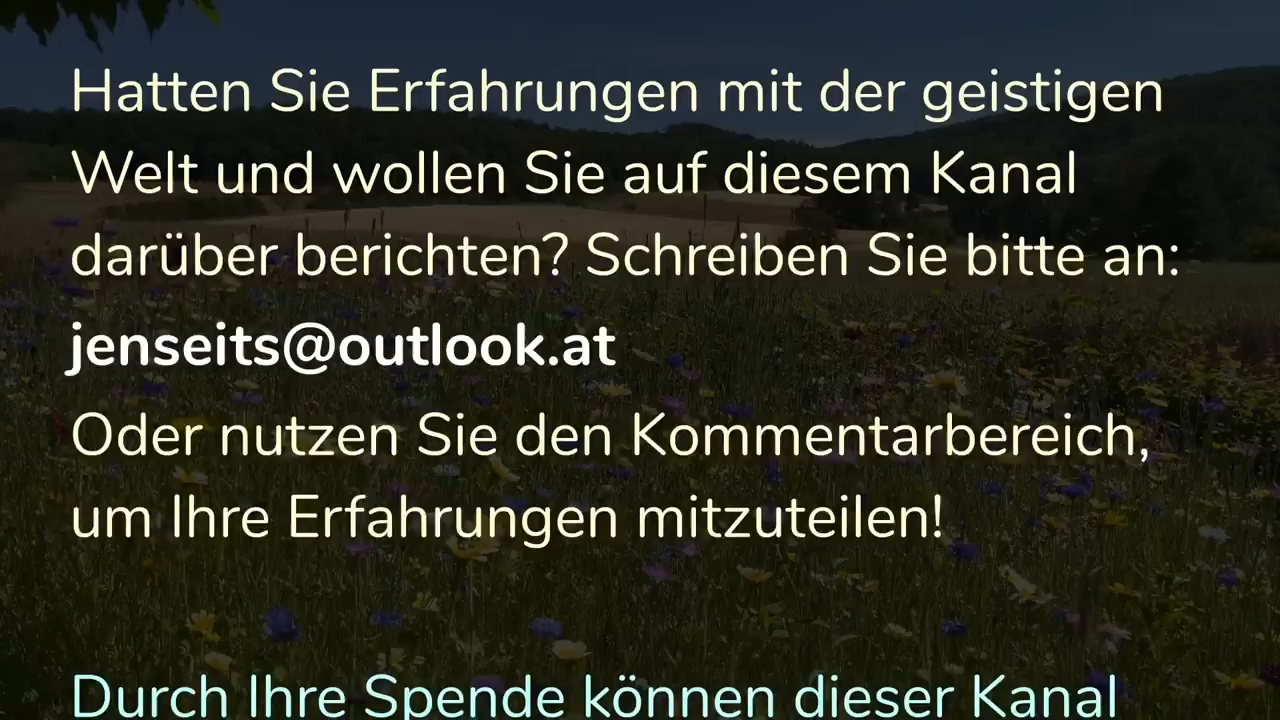 Hatten Sie Erfahrungen mit der geistigen
Welt und wollen Sie auf diesem Kanal
darüber berichten? Schreiben Sie bitte an:
jenseits@outlook.at
Oder nutzen Sie den Kommentarbereich,
um Ihre Erfahrungen mitzuteilen!
Durch Ihre Spende können dieser Kanal